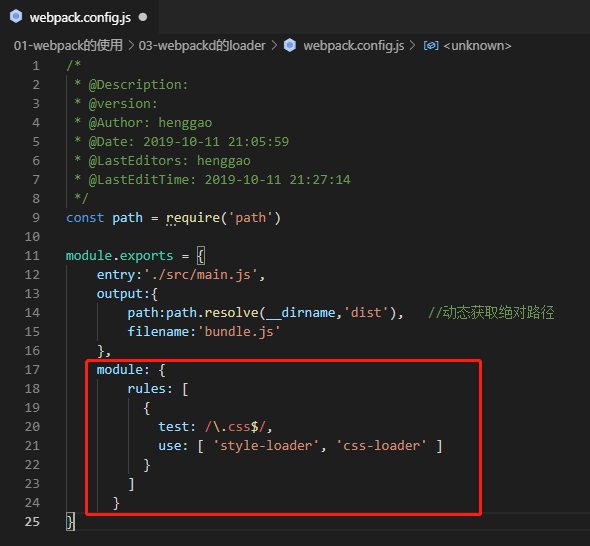 webpack.config.js
01-webpack的使用 > 03-webpackd的loader > webpack.config.js > <unknown>
1 /*
2 * @Description:
3 * @version:
4 * @Author: henggao
5 * @Date: 2019-10-11 21:05:59
6 * @LastEditors: henggao
7 * @LastEditTime: 2019-10-11 21:27:14
8 */
9 const path = require('path')
10
11 module.exports = {
12 entry:'./src/main.js',
13 output:{
14 path:path.resolve(__dirname,'dist'), //动态获取绝对路径
15 filename:'bundle.js'
16 },
17 module: {
18 rules: [
19 {
20 test: /\.css$/,
21 use: [ 'style-loader', 'css-loader' ]
22 }
23 ]
24 }
25 }